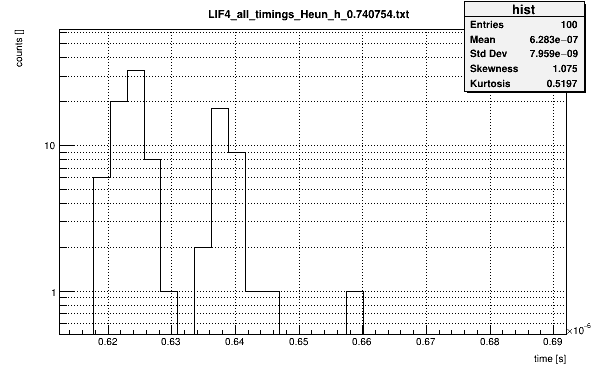 LIF4_all_timings_Heun_h_0.740754.txt
hist
Entries 100
Mean 6.283e−07
Std Dev 7.959e−09
Skewness 1.075
Kurtosis 0.5197
counts []
10
1
0.62 0.63 0.64 0.65 0.66 0.67 0.68 0.69
×10⁻⁶
time [s]